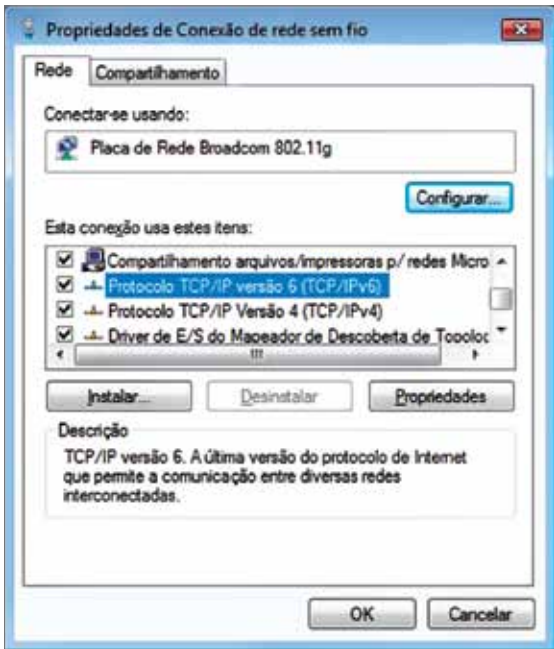 Propriedades de Conexão de rede sem fio
Rede Compartilhamento
Conectar-se usando:
Placa de Rede Broadcom 802.11g
Configurar...
Esta conexão usa estes itens:
Compartilhamento arquivos/impressoras p/ redes Micro
Protocolo TCP/IP versão 6 (TCP/IPv6)
Protocolo TCP/IP Versão 4 (TCP/IPv4)
Driver de E/S do Mapeador de Descoberta de Topoloc
Instalar... Desinstalar Propriedades
Descrição
TCP/IP versão 6. A última versão do protocolo de Internet
que permite a comunicação entre diversas redes
interconectadas.
OK Cancelar